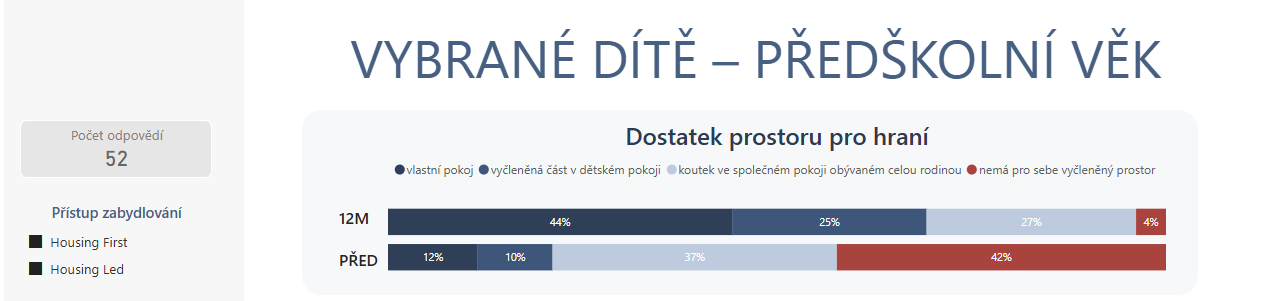 VYBRANÉ DÍTĚ – PŘEDŠKOLNÍ VĚK
Počet odpovědí
52
Přístup zabydlování
Housing First
Housing Led
Dostatek prostoru pro hraní
vlastní pokoj vyčleněná část v dětském pokoji koutek ve společném pokoji obývaném celou rodinou nemá pro sebe vyčleněný prostor
12M 44% 25% 27% 4%
PŘED 12% 10% 37% 42%